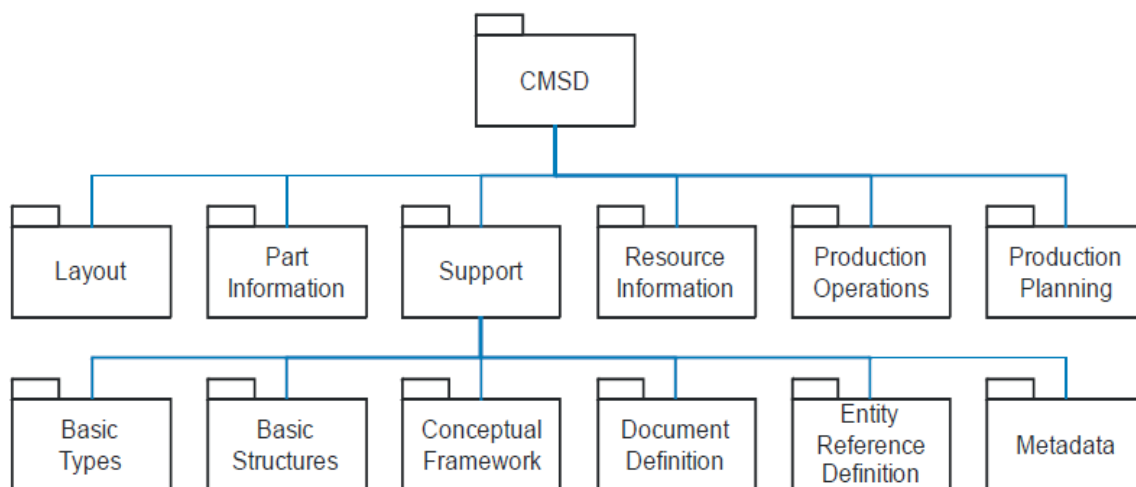 CMSD
Layout
Part
Information
Support
Resource
Information
Production
Operations
Production
Planning
Basic
Types
Basic
Structures
Conceptual
Framework
Document
Definition
Entity
Reference
Definition
Metadata